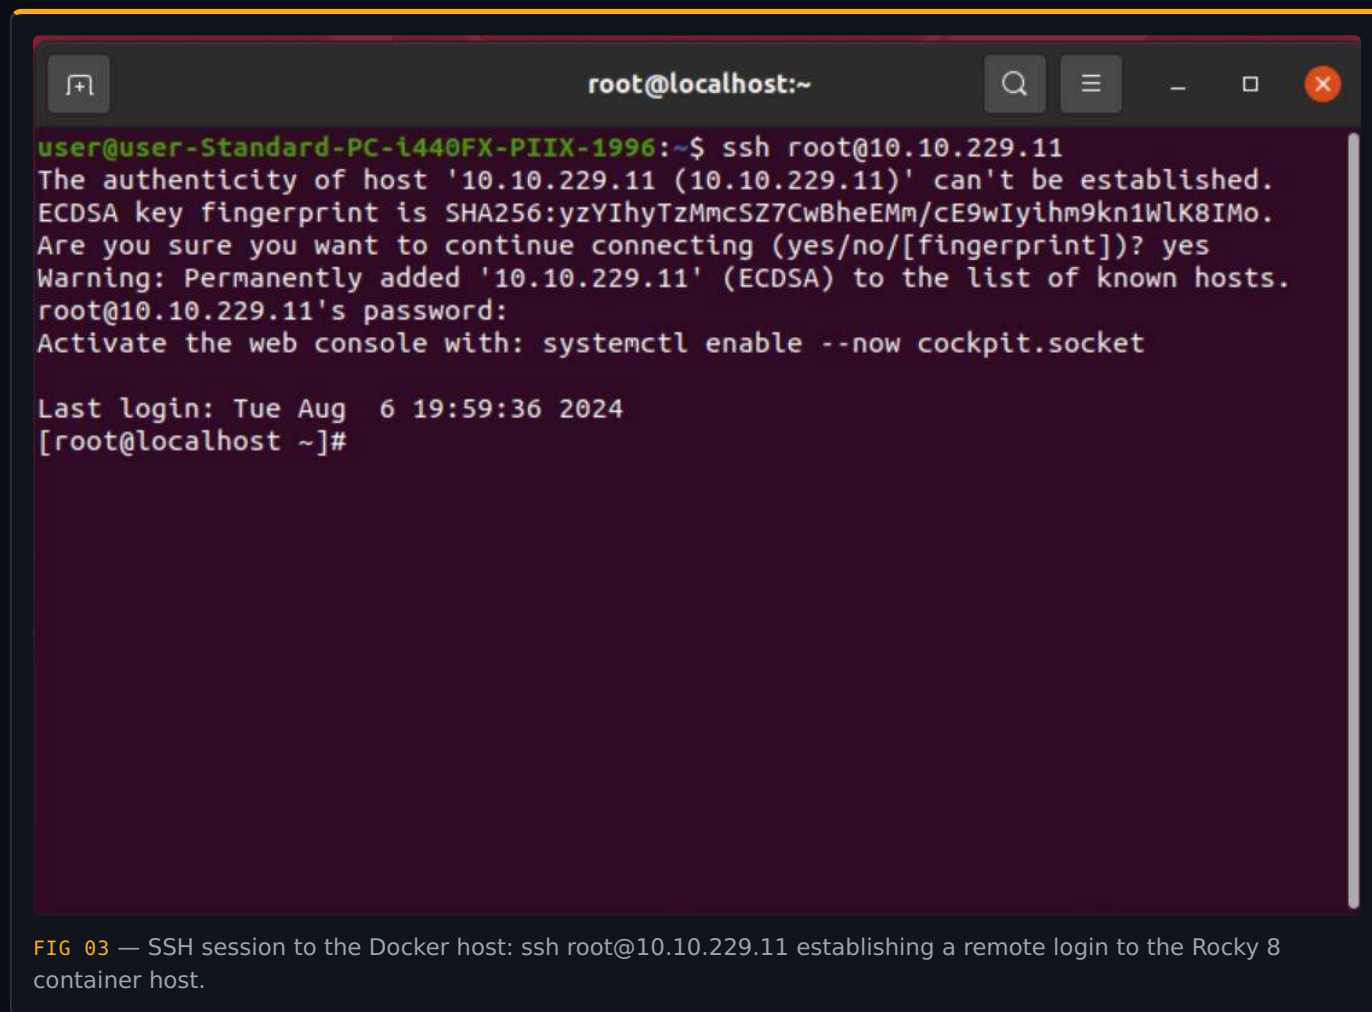 root@localhost:~
user@user-Standard-PC-i440FX-PIIX-1996:~$ ssh root@10.10.229.11
The authenticity of host '10.10.229.11 (10.10.229.11)' can't be established.
ECDSA key fingerprint is SHA256:yzYIhyTzMmcSZ7CwBheEMm/cE9wIyihm9kn1WlK8IMo.
Are you sure you want to continue connecting (yes/no/[fingerprint])? yes
Warning: Permanently added '10.10.229.11' (ECDSA) to the list of known hosts.
root@10.10.229.11's password:
Activate the web console with: systemctl enable --now cockpit.socket
Last login: Tue Aug  6 19:59:36 2024
[root@localhost ~]#
FIG 03 — SSH session to the Docker host: ssh root@10.10.229.11 establishing a remote login to the Rocky 8
container host.